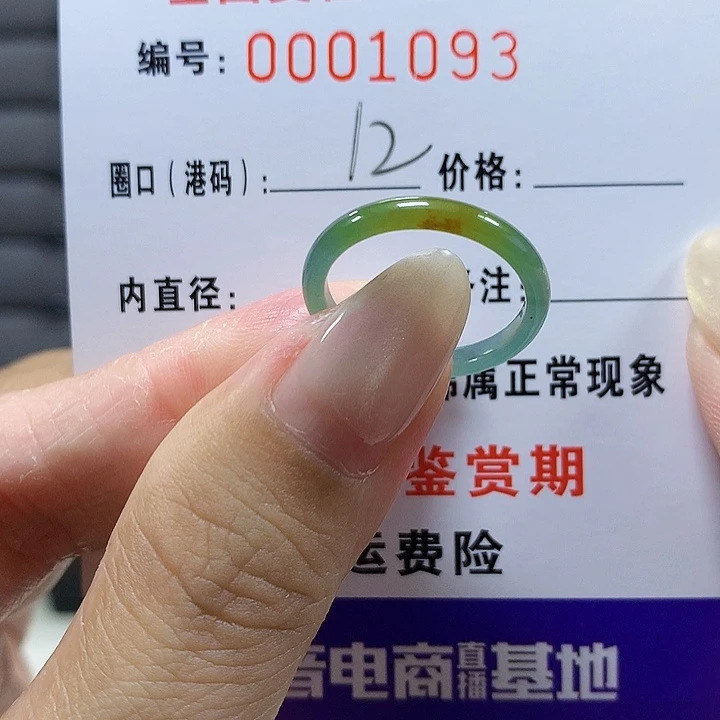 编号: 0001093
圈口(港码): 12 价格:
内直径: 注:
属正常现象
鉴赏期
运费险
音电商直播基地